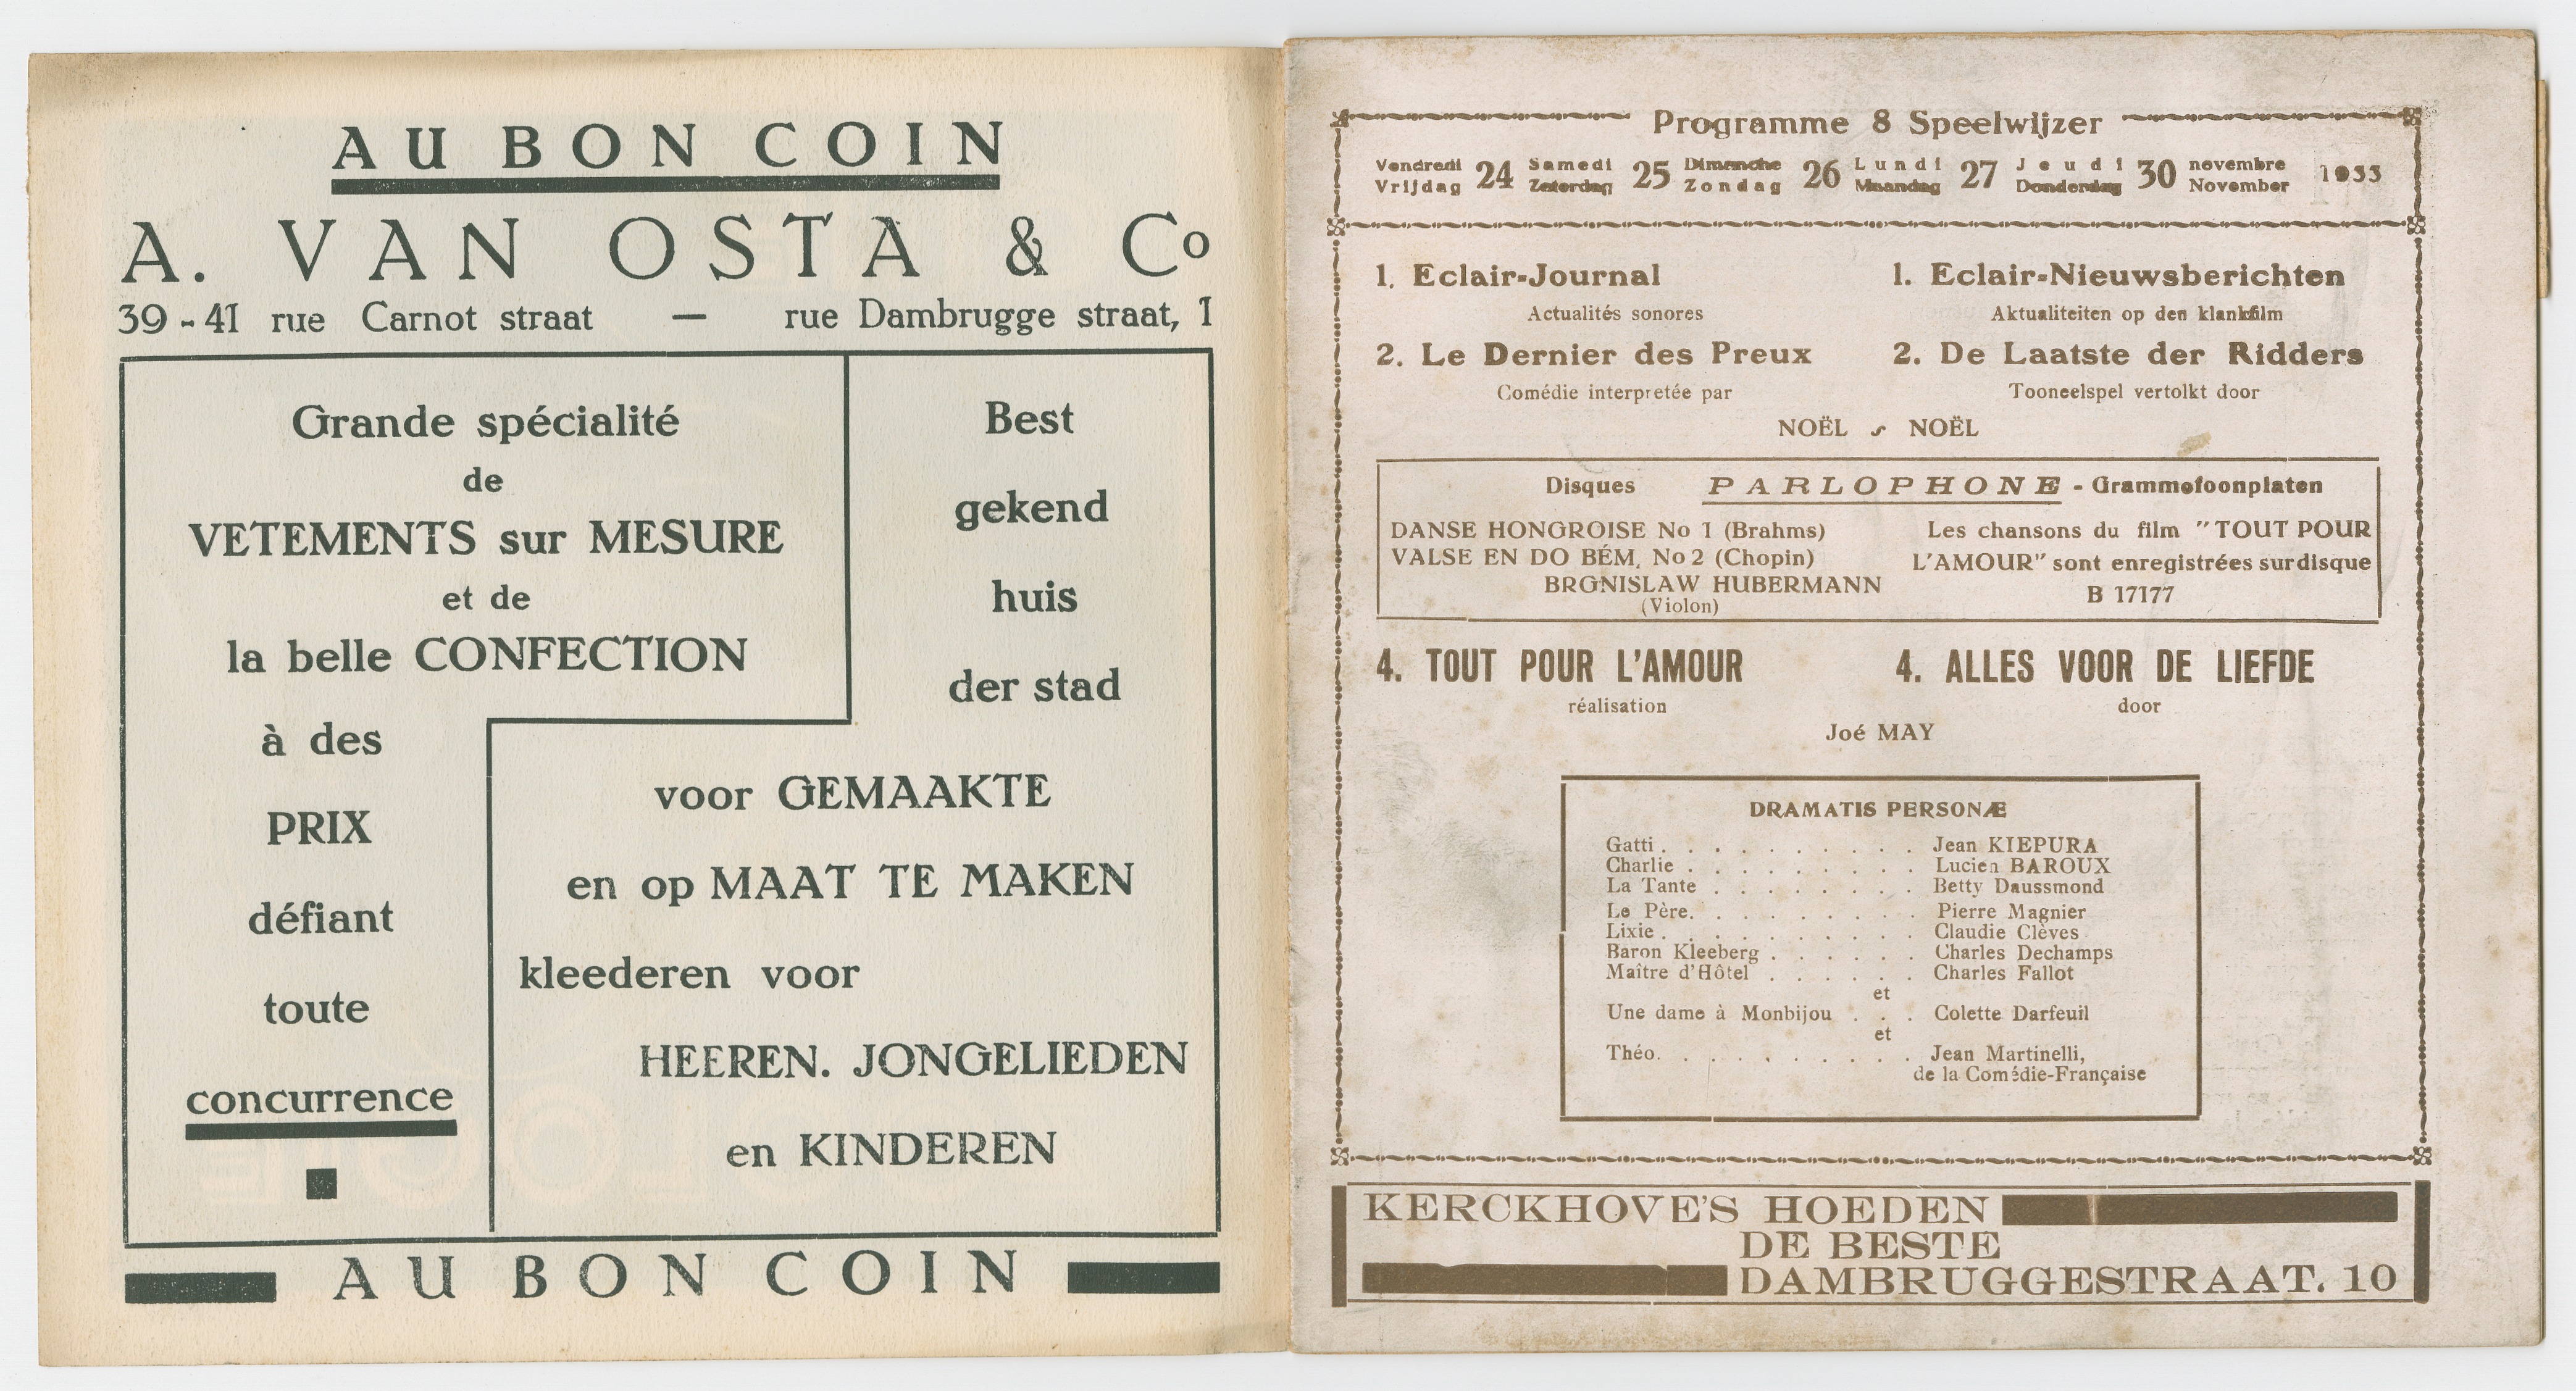 AU BON COIN
A. VAN OSTA & Co
39-41 rue Carnot straat — rue Dambrugge straat, 1
Grande spécialité
de
VETEMENTS sur MESURE
et de
la belle CONFECTION
à des
PRIX
défiant
toute
concurrence
Best
gekend
huis
der stad
voor GEMAAKTE
en op MAAT TE MAKEN
kleederen voor
HEEREN. JONGELIEDEN
en KINDEREN
AU BON COIN
Programme 8 Speelwijzer
Vendredi 24 Samedi 25 Dimanche 26 Lundi 27 Jeudi 30 novembre 1933
Vrijdag Zaterdag Zondag Maandag Donderdag November
1. Eclair-Journal
Actualités sonores
2. Le Dernier des Preux
Comédie interpretée par
1. Eclair-Nieuwsberichten
Aktualiteiten op den klankfilm
2. De Laatste der Ridders
Tooneelspel vertolkt door
NOËL ~ NOËL
Disques PARLOPHONE - Grammofoonplaten
DANSE HONGROISE No 1 (Brahms)
VALSE EN DO BÉM, No 2 (Chopin)
BRGNISLAW HUBERMANN
(Violon)
Les chansons du film "TOUT POUR
L'AMOUR" sont enregistrées sur disque
B 17177
4. TOUT POUR L'AMOUR
réalisation
4. ALLES VOOR DE LIEFDE
door
Joé MAY
DRAMATIS PERSONÆ
Gatti . . . . . . . . . . Jean KIEPURA
Charlie . . . . . . . . . Lucien BAROUX
La Tante . . . . . . . . Betty Daussmond
Le Père. . . . . . . . . Pierre Magnier
Lixie . . . . . . . . . . Claudie Clèves
Baron Kleeberg . . . . . . Charles Dechamps
Maître d'Hôtel . . . . . . Charles Fallot
et
Une dame à Monbijou . . . Colette Darfeuil
et
Théo. . . . . . . . . . Jean Martinelli,
de la Comédie-Française
KERCKHOVE'S HOEDEN
DE BESTE
DAMBRUGGESTRAAT. 10